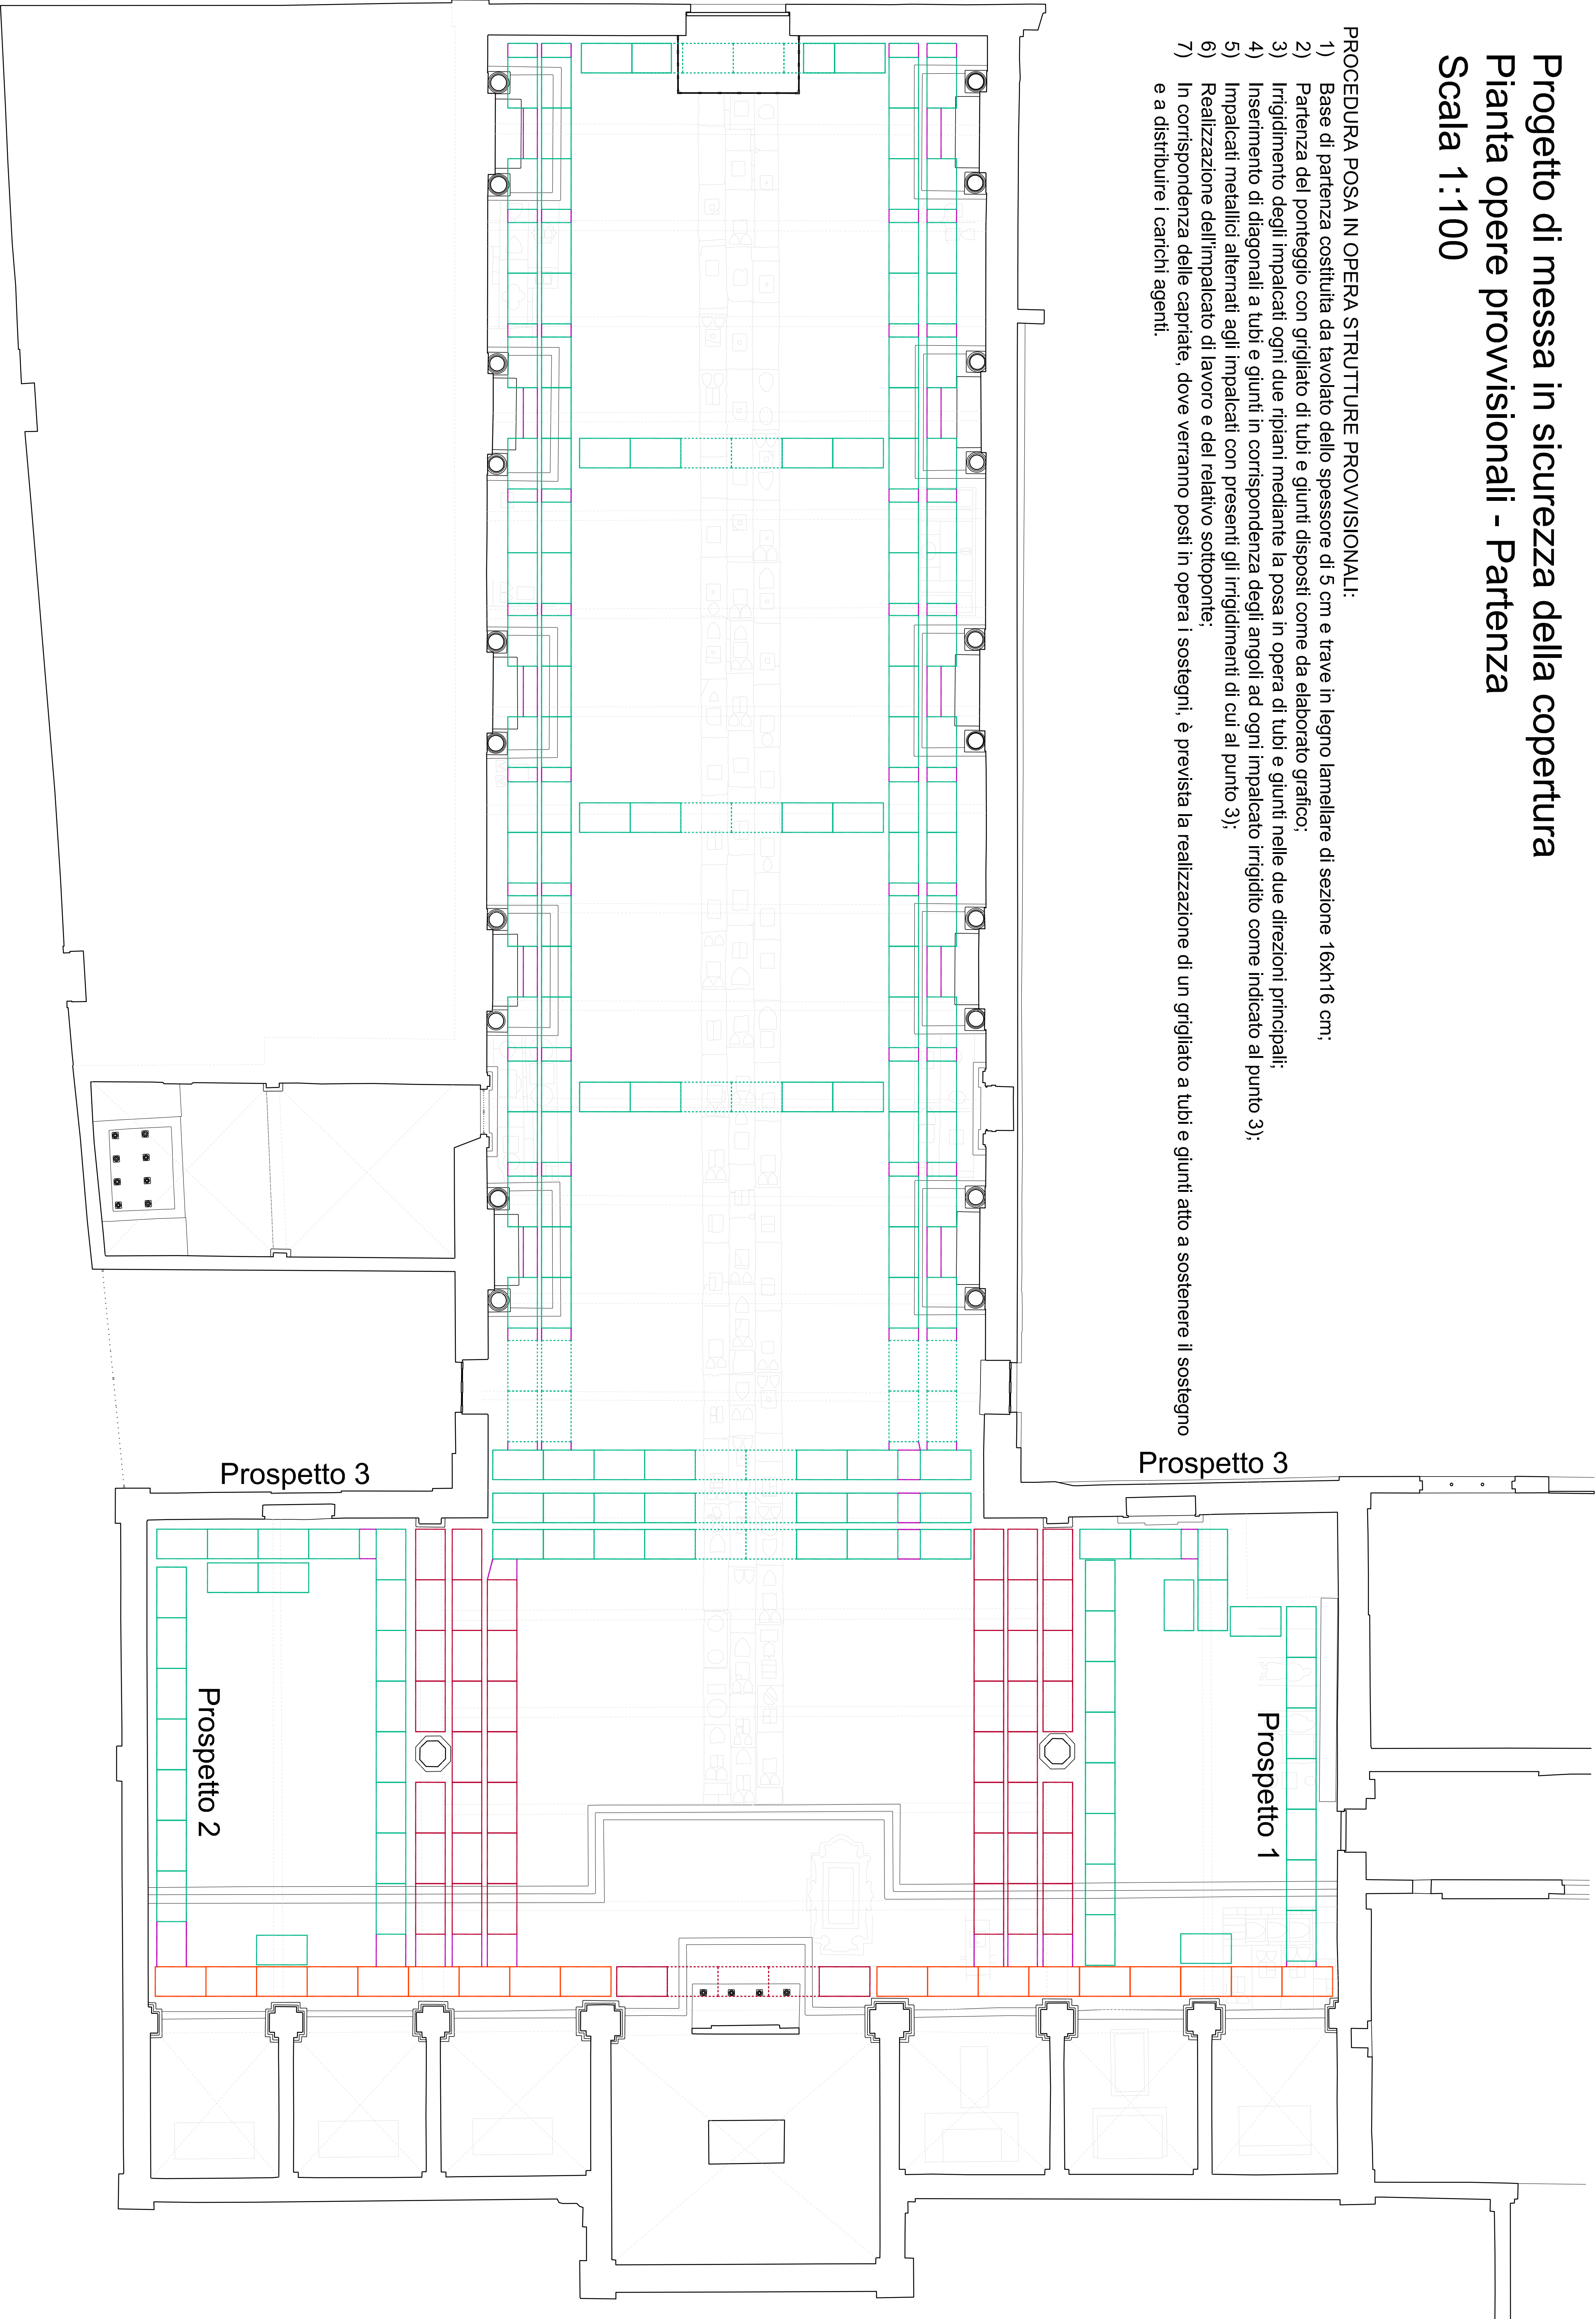 Progetto di messa in sicurezza della copertura
Pianta opere provvisionali - Partenza
Scala 1:100
PROCEDURA POSA IN OPERA STRUTTURE PROVVISIONALI:
1) Base di partenza costituita da tavolato dello spessore di 5 cm e trave in legno lamellare di sezione 16xh16 cm;
2) Partenza del ponteggio con grigliato di tubi e giunti disposti come da elaborato grafico;
3) Irrigidimento degli impalcati ogni due ripiani mediante la posa in opera di tubi e giunti nelle due direzioni principali;
4) Inserimento di diagonali a tubi e giunti in corrispondenza degli angoli ad ogni impalcato irrigidito come indicato al punto 3);
5) Impalcati metallici alternati agli impalcati con presenti gli irrigidimenti di cui al punto 3);
6) Realizzazione dell'impalcato di lavoro e del relativo sottoponte;
7) In corrispondenza delle capriate, dove verranno posti in opera i sostegni, è prevista la realizzazione di un grigliato a tubi e giunti atto a sostenere il sostegno
e a distribuire i carichi agenti.
Prospetto 3
Prospetto 3
Prospetto 2
Prospetto 1